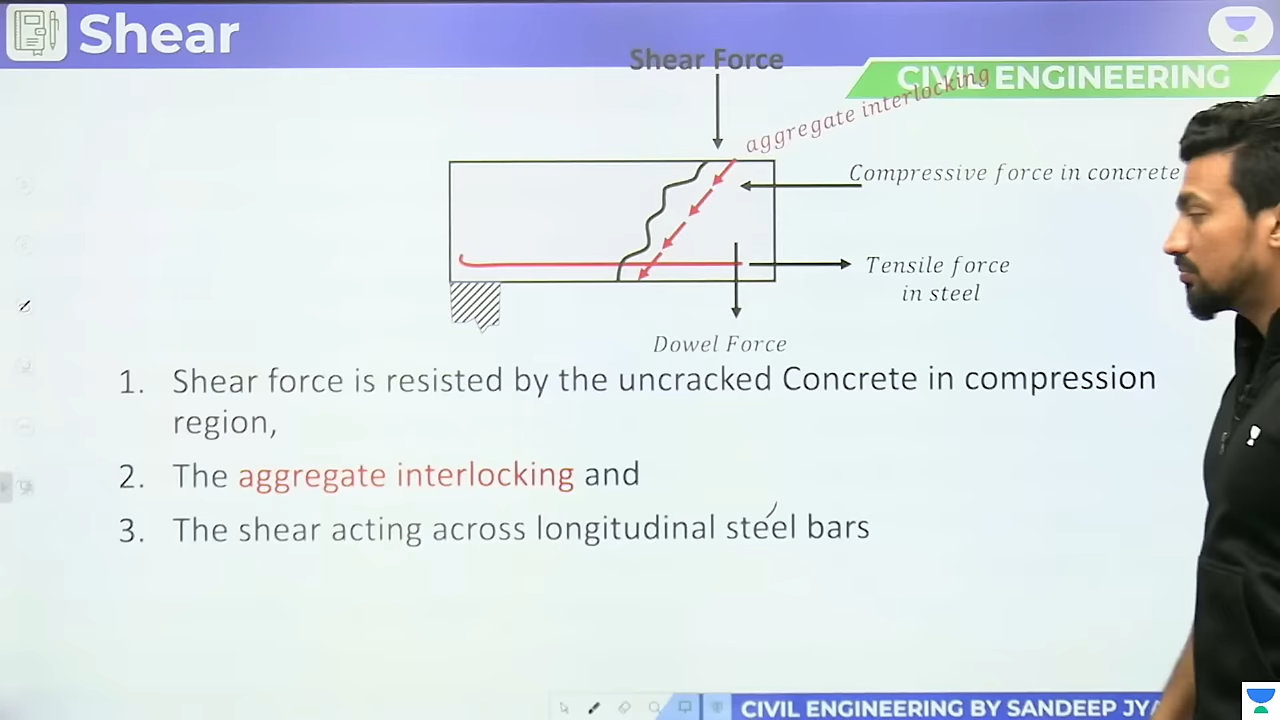 Shear
Shear Force
CIVIL ENGINEERING
aggregate interlocking
Compressive force in concrete
Tensile force
in steel
Dowel Force
1. Shear force is resisted by the uncracked Concrete in compression
region,
2. The aggregate interlocking and
3. The shear acting across longitudinal steel bars
CIVIL ENGINEERING BY SANDEEP